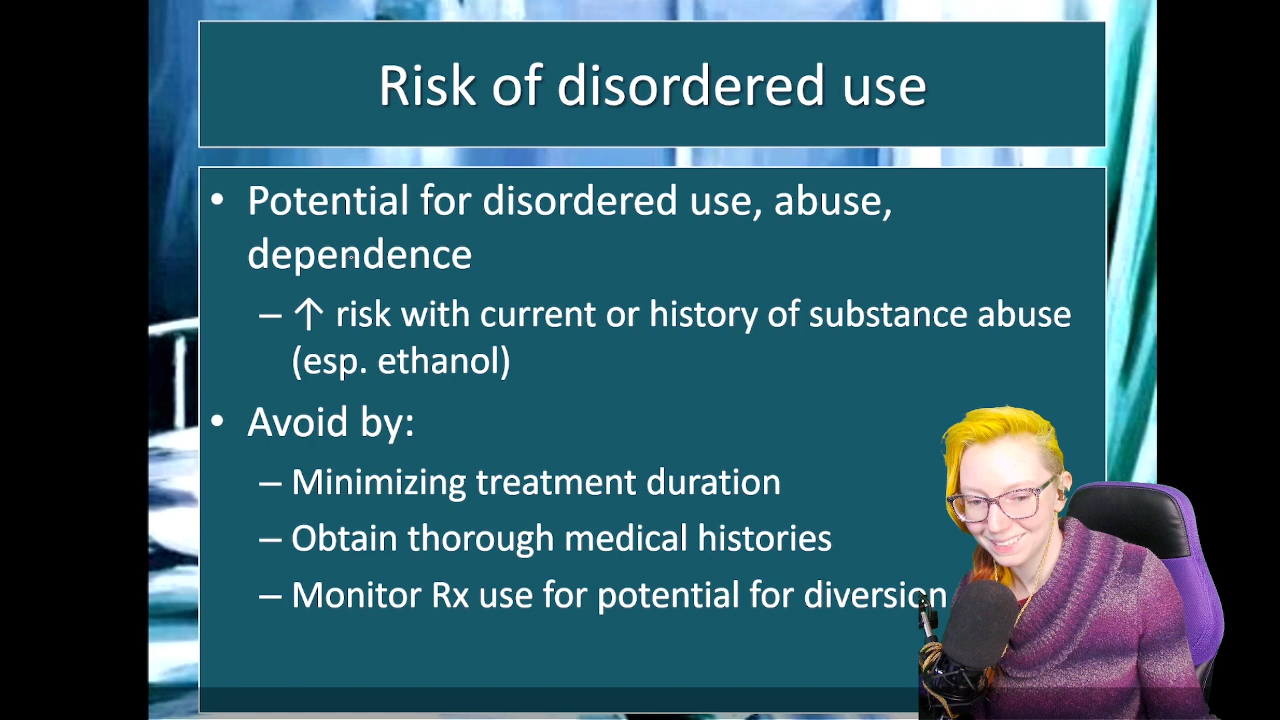 Risk of disordered use
• Potential for disordered use, abuse,
dependence
– ↑ risk with current or history of substance abuse
(esp. ethanol)
• Avoid by:
– Minimizing treatment duration
– Obtain thorough medical histories
– Monitor Rx use for potential for diversion